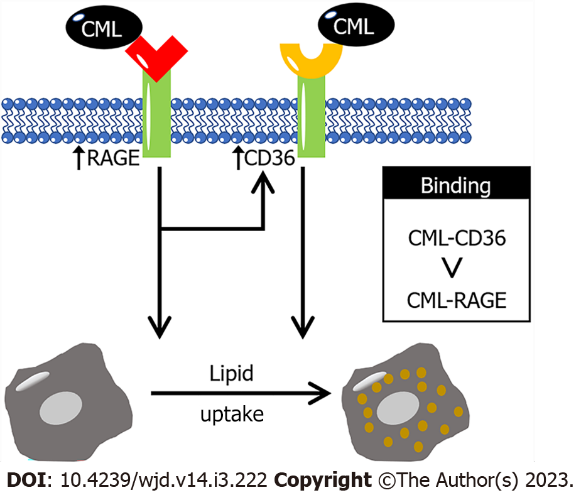 CML
CML
↑RAGE
↑CD36
Binding
CML-CD36
>
CML-RAGE
Lipid
uptake
DOI: 10.4239/wjd.v14.i3.222 Copyright ©The Author(s) 2023.